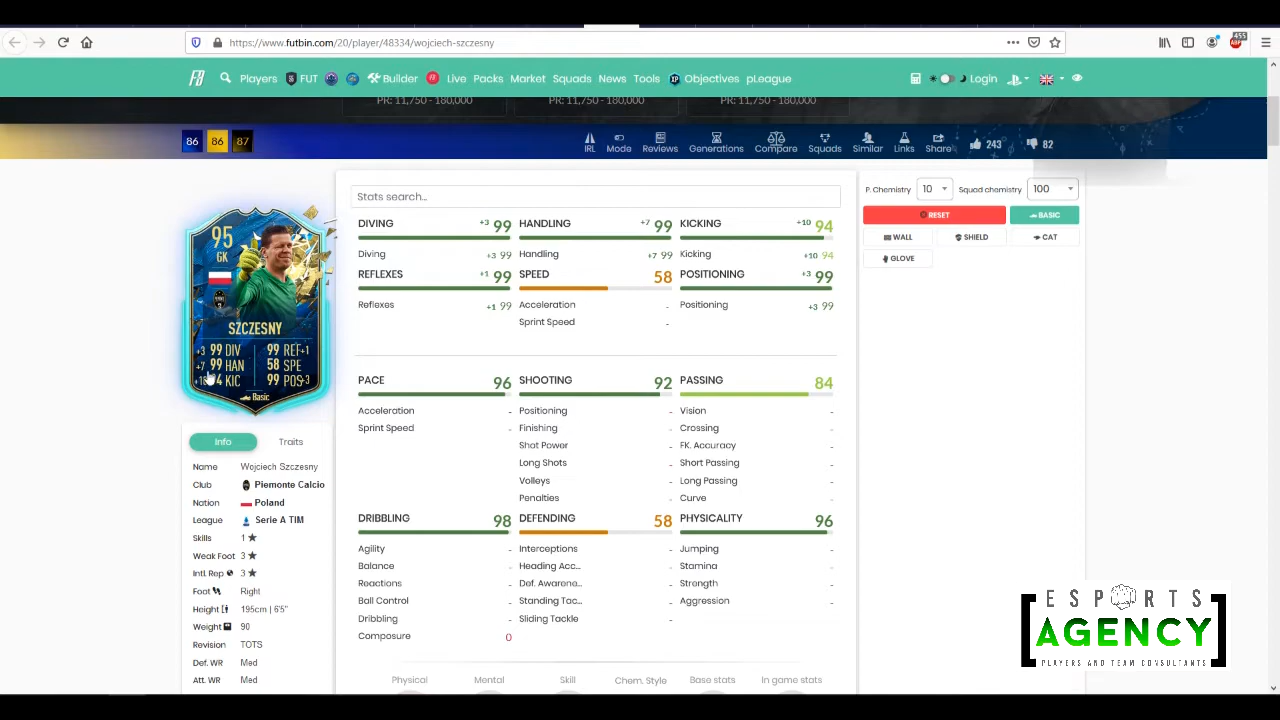 https://www.futbin.com/20/player/48334/wojciech-szczesny
455
ABP
Players FUT Builder Live Packs Market Squads News Tools Objectives pLeague Login
PR: 11,750 - 180,000 PR: 11,750 - 180,000 PR: 11,750 - 180,000
86 86 87
IRL Mode Reviews Generations Compare Squads Similar Links Share 243 82
Stats search...
P. Chemistry 10 Squad chemistry 100
RESET BASIC
WALL SHIELD CAT
GLOVE
95
GK
SZCZESNY
+3 99 DIV 99 REF +1
+7 99 HAN 58 SPE
4 KIC 99 POS +3
Basic
DIVING +3 99 HANDLING +7 99 KICKING +10 94
Diving +3 99 Handling +7 99 Kicking +10 94
REFLEXES +1 99 SPEED 58 POSITIONING +3 99
Reflexes +1 99 Acceleration - Positioning +3 99
Sprint Speed -
PACE 96 SHOOTING 92 PASSING 84
Acceleration - Positioning - Vision -
Sprint Speed - Finishing - Crossing -
Shot Power - FK. Accuracy -
Long Shots - Short Passing -
Volleys - Long Passing -
Penalties - Curve -
DRIBBLING 98 DEFENDING 58 PHYSICALITY 96
Agility - Interceptions - Jumping -
Balance - Heading Acc... - Stamina -
Reactions - Def. Awarene... - Strength -
Ball Control - Standing Tac... - Aggression -
Dribbling - Sliding Tackle -
Composure 0
Physical Mental Skill Chem. Style Base stats In game stats
Info Traits
Name Wojciech Szczesny
Club Piemonte Calcio
Nation Poland
League Serie A TIM
Skills 1
Weak Foot 3
Intl. Rep 3
Foot Right
Height 195cm | 6'5"
Weight 90
Revision TOTS
Def. WR Med
Att. WR Med
ESPORTS
AGENCY
PLAYERS AND TEAM CONSULTANTS